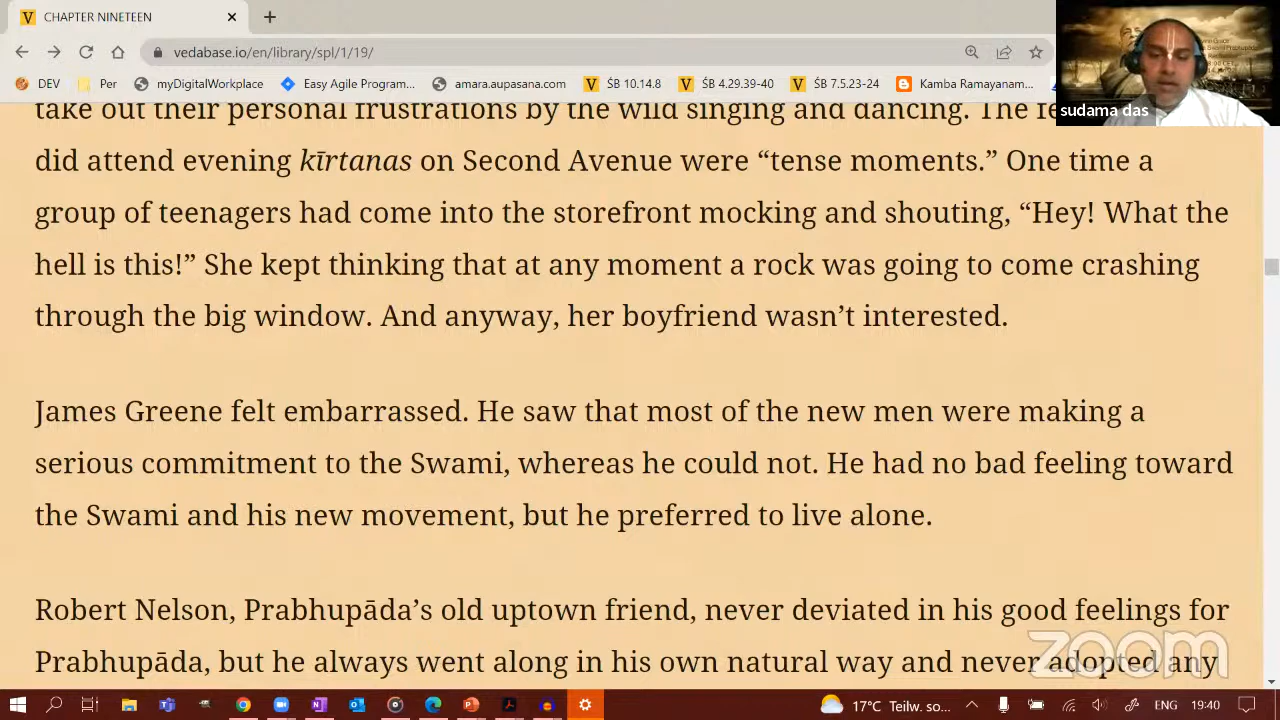 CHAPTER NINETEEN
vedabase.io/en/library/spl/1/19/
DEV Per myDigitalWorkplace Easy Agile Program... amara.aupasana.com ŚB 10.14.8 ŚB 4.29.39-40 ŚB 7.5.23-24 Kamba Ramayanam...
sudama das
take out their personal frustrations by the wild singing and dancing. The
did attend evening kīrtanas on Second Avenue were “tense moments.” One time a
group of teenagers had come into the storefront mocking and shouting, “Hey! What the
hell is this!” She kept thinking that at any moment a rock was going to come crashing
through the big window. And anyway, her boyfriend wasn’t interested.
James Greene felt embarrassed. He saw that most of the new men were making a
serious commitment to the Swami, whereas he could not. He had no bad feeling toward
the Swami and his new movement, but he preferred to live alone.
Robert Nelson, Prabhupāda’s old uptown friend, never deviated in his good feelings for
Prabhupāda, but he always went along in his own natural way and never adopted any
zoom
17°C Teilw. so... ENG 19:40